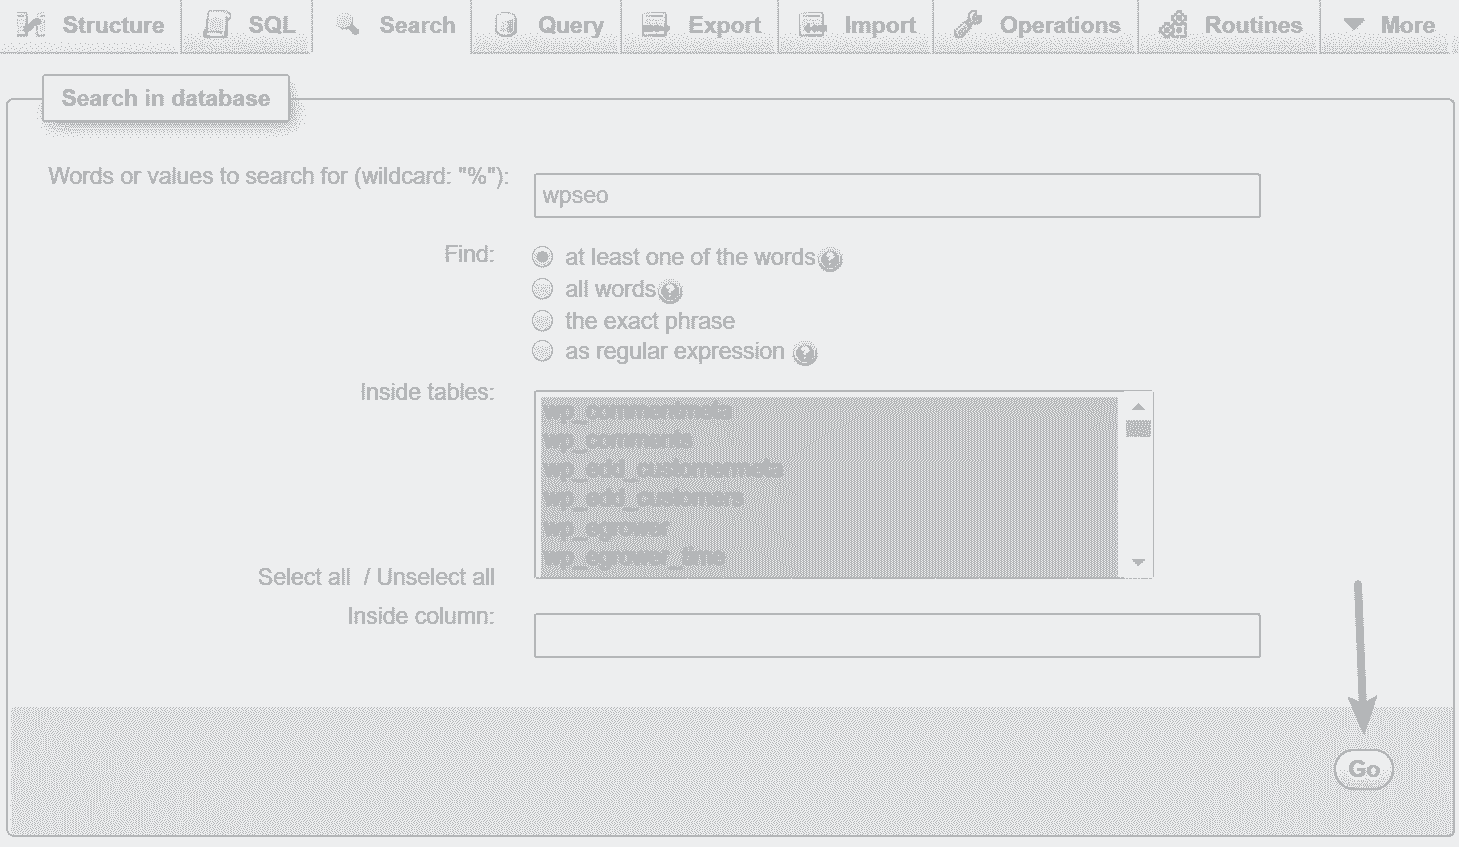 Structure SQL Search Query Export Import Operations Routines More
Search in database
Words or values to search for (wildcard: "%"): wpseo
Find: at least one of the words
all words
the exact phrase
as regular expression
Inside tables: wp_commentmeta
wp_comments
wp_edd_customermeta
wp_edd_customers
wp_egrower
wp_egrower_time
Select all / Unselect all
Inside column:
Go